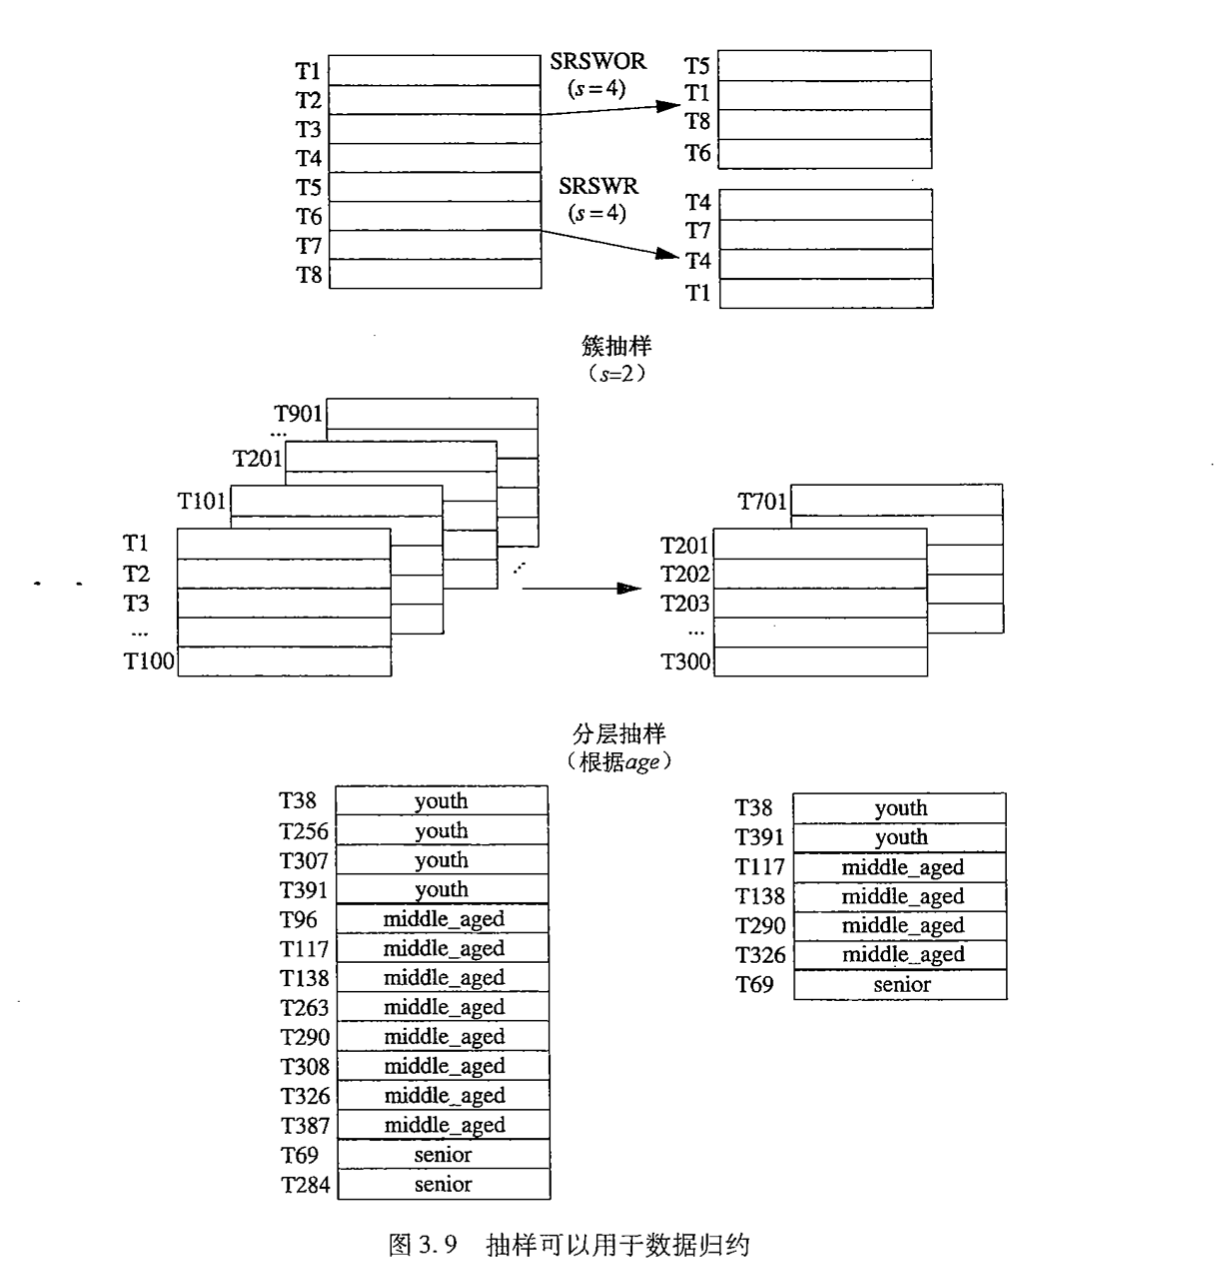 T1
T2
T3
T4
T5
T6
T7
T8
SRSWOR
(s=4)
SRSWR
(s=4)
T5
T1
T8
T6
T4
T7
T4
T1
簇抽样
（s=2）
T901
...
T201
T101
T1
T2
T3
...
T100
...
T701
T201
T202
T203
...
T300
分层抽样
（根据age）
T38 youth
T256 youth
T307 youth
T391 youth
T96 middle_aged
T117 middle_aged
T138 middle_aged
T263 middle_aged
T290 middle_aged
T308 middle_aged
T326 middle_aged
T387 middle_aged
T69 senior
T284 senior
T38 youth
T391 youth
T117 middle_aged
T138 middle_aged
T290 middle_aged
T326 middle_aged
T69 senior
图 3.9 抽样可以用于数据归约